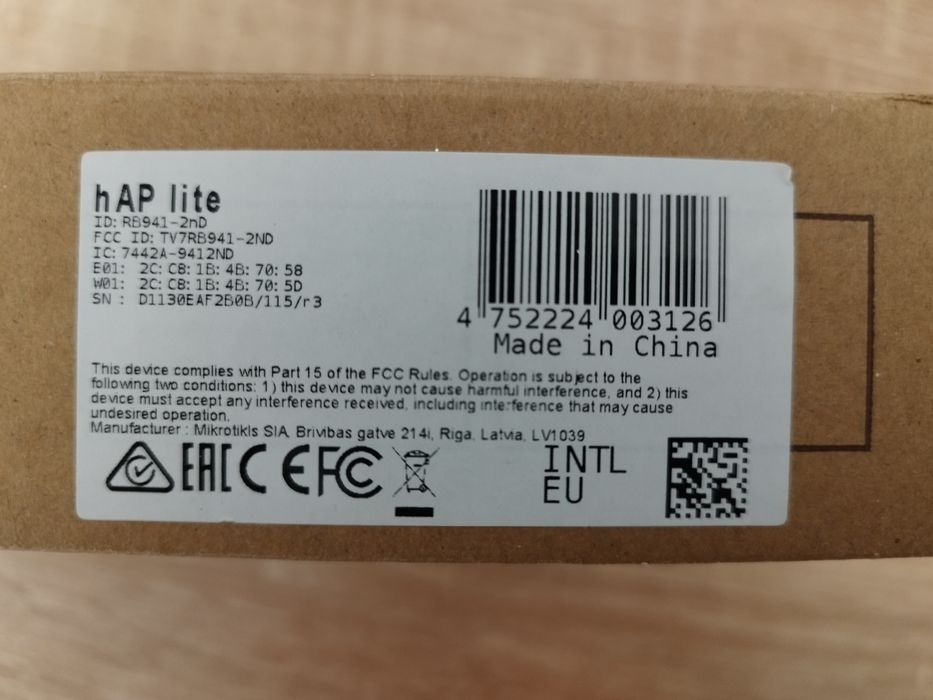 hAP lite
ID: RB941-2nD
FCC ID: TV7RB941-2ND
IC: 7442A-9412ND
E01: 2C: C8: 1B: 4B: 70: 58
W01: 2C: C8: 1B: 4B: 70: 5D
SN : D1130EAF2B0B/115/r3
4 752224 003126
Made in China
This device complies with Part 15 of the FCC Rules. Operation is subject to the
following two conditions: 1) this device may not cause harmful interference, and 2) this
device must accept any interference received, including interference that may cause
undesired operation.
Manufacturer : Mikrotikls SIA Brivibas gatve 214i, Riga, Latvia, LV1039
EAC CE FC
INTL
EU